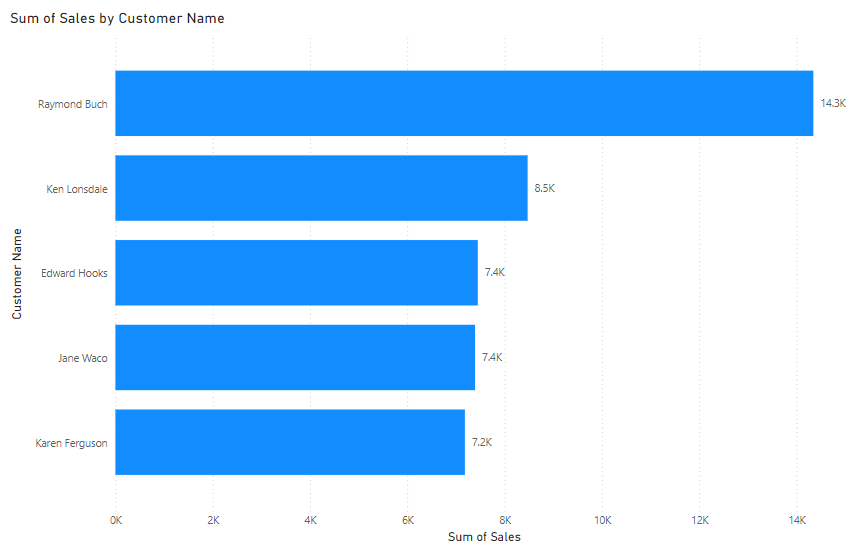 Sum of Sales by Customer Name
Customer Name
Raymond Buch 14.3K
Ken Lonsdale 8.5K
Edward Hooks 7.4K
Jane Waco 7.4K
Karen Ferguson 7.2K
0K 2K 4K 6K 8K 10K 12K 14K
Sum of Sales